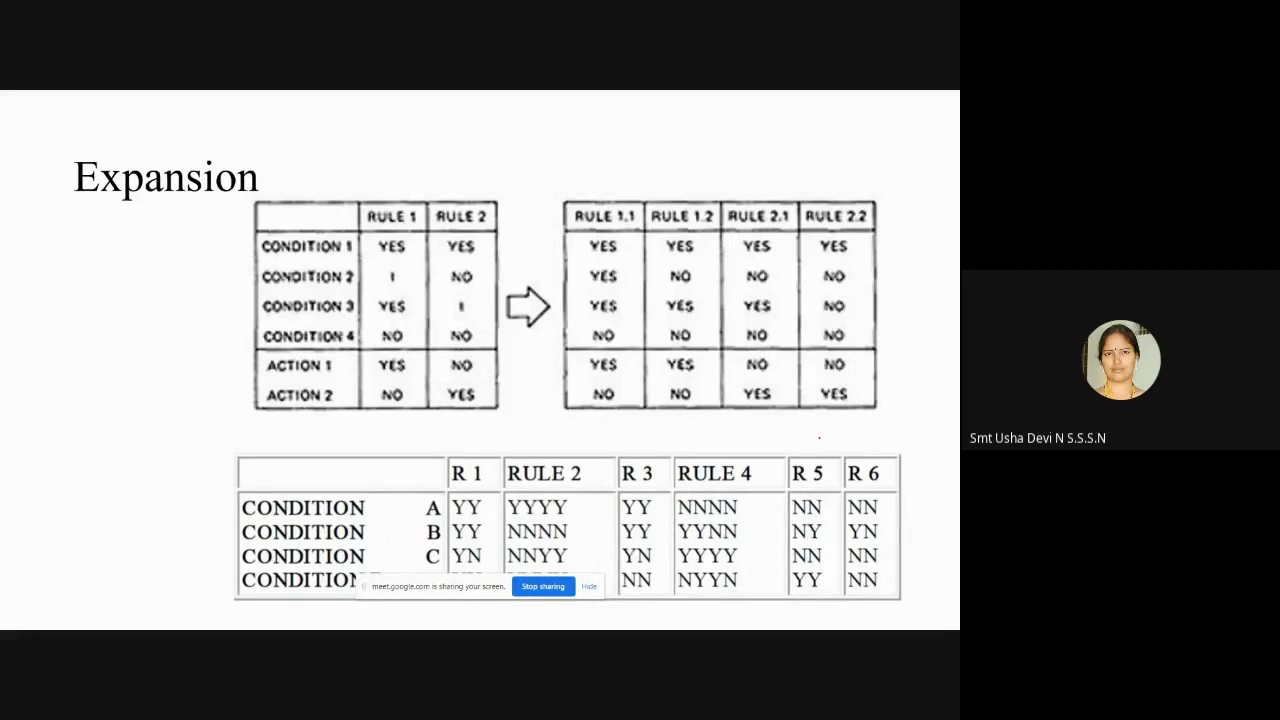 Expansion
RULE 1 RULE 2
CONDITION 1 YES YES
CONDITION 2 I NO
CONDITION 3 YES I
CONDITION 4 NO NO
ACTION 1 YES NO
ACTION 2 NO YES
RULE 1.1 RULE 1.2 RULE 2.1 RULE 2.2
YES YES YES YES
YES NO NO NO
YES YES YES NO
NO NO NO NO
YES YES NO NO
NO NO YES YES
R 1 RULE 2 R 3 RULE 4 R 5 R 6
CONDITION A YY YYYY YY NNNN NN NN
CONDITION B YY NNNN YY YYNN NY YN
CONDITION C YN NNYY YN YYYY NN NN
CONDITION NN NYYN YY NN
meet.google.com is sharing your screen. Stop sharing Hide
Smt Usha Devi N S.S.S.N